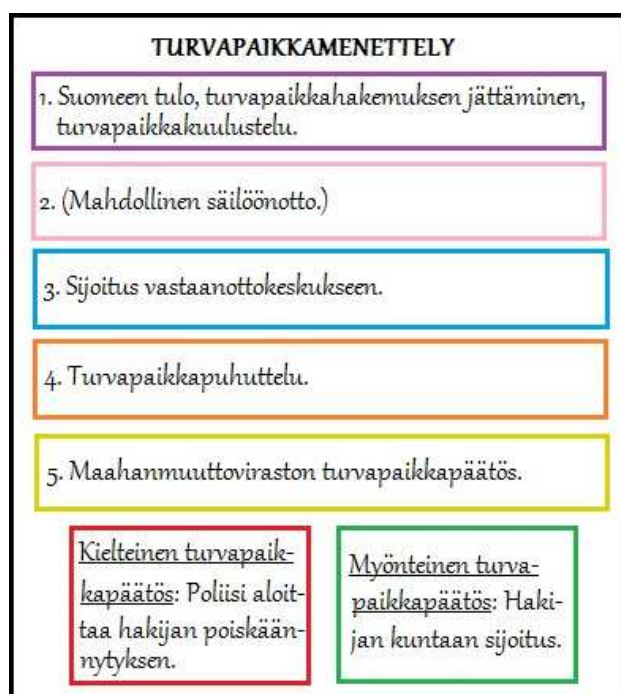 TURVAPAIKKAMENETTELY
1. Suomeen tulo, turvapaikkahakemuksen jättäminen,
turvapaikkakuulustelu.
2. (Mahdollinen säilöönotto.)
3. Sijoitus vastaanottokeskukseen.
4. Turvapaikkapuhuttelu.
5. Maahanmuuttoviraston turvapaikkapäätös.
Kielteinen turvapaik-
kapäätös: Poliisi aloit-
taa hakijan poiskään-
nytyksen.
Myönteinen turva-
paikkapäätös: Haki-
jan kuntaan sijoitus.